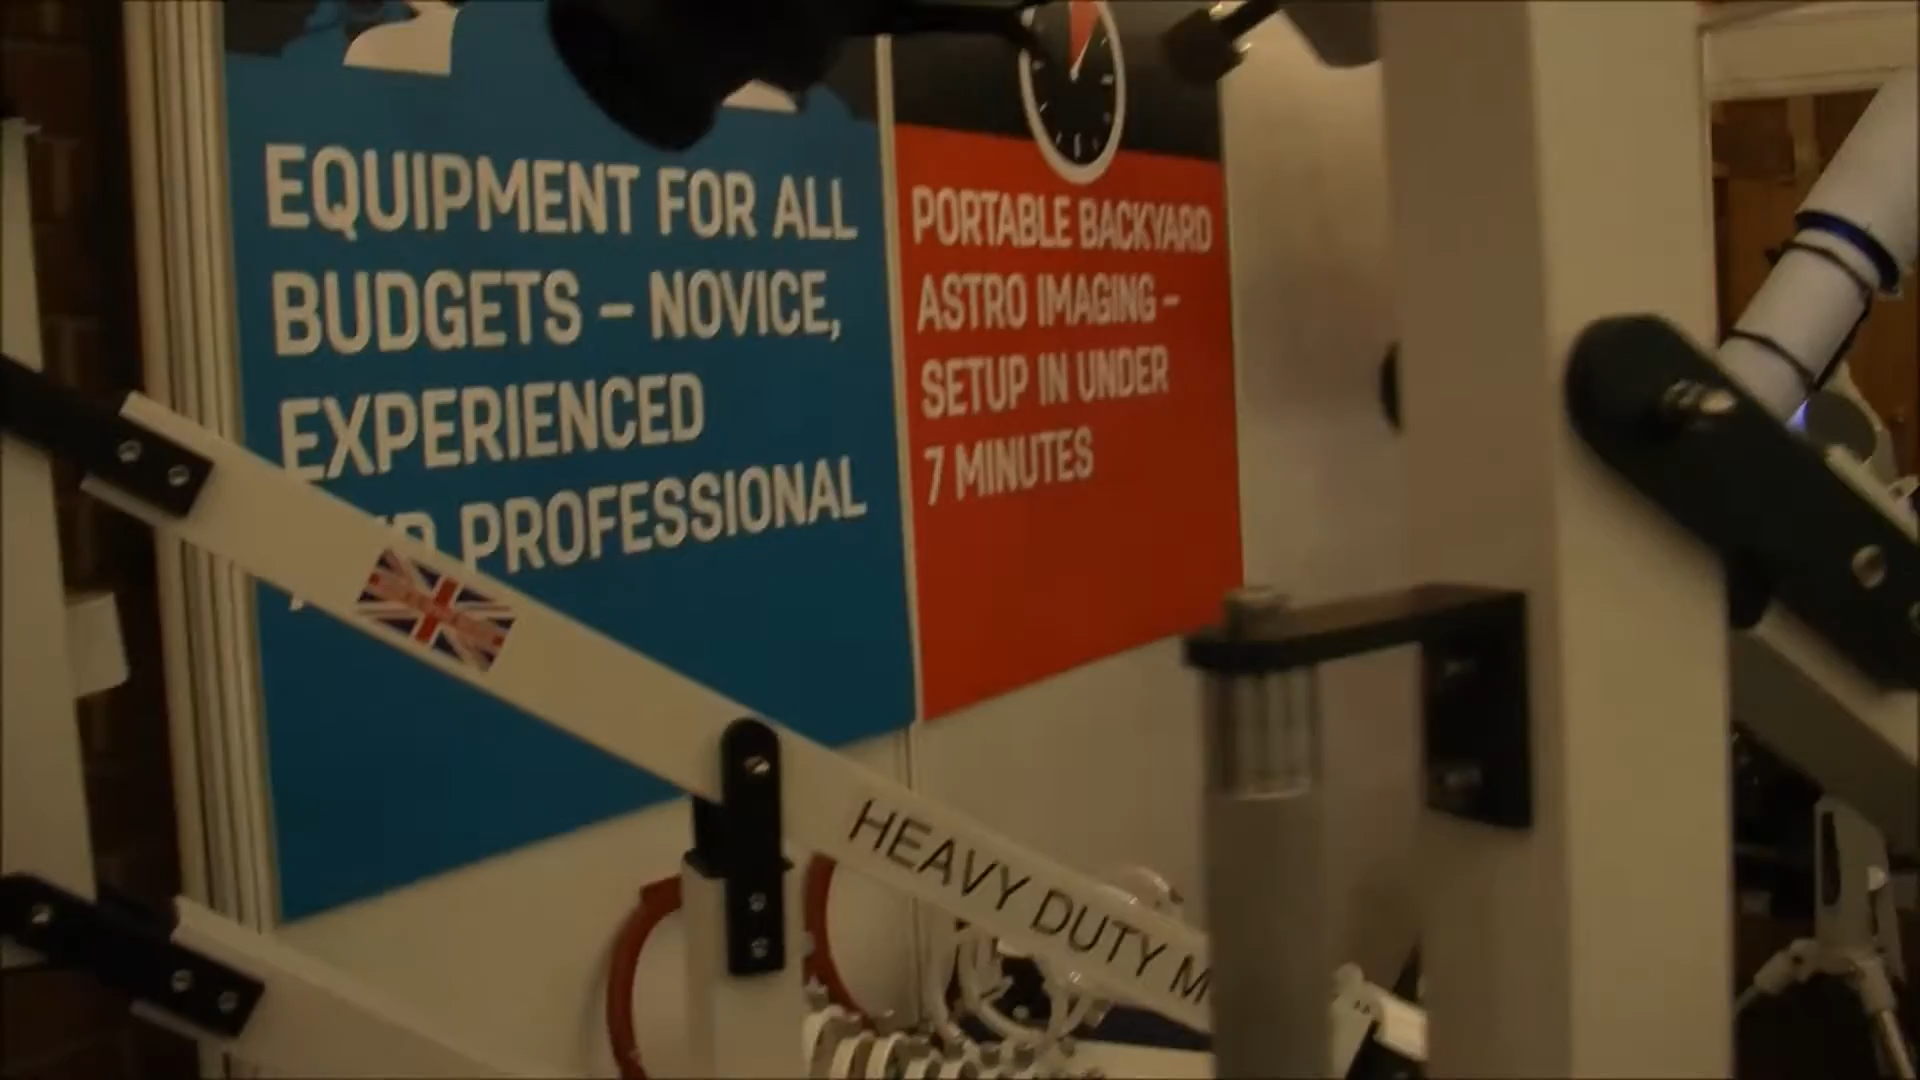 EQUIPMENT FOR ALL
BUDGETS – NOVICE,
EXPERIENCED
PROFESSIONAL
PORTABLE BACKYARD
ASTRO IMAGING –
SETUP IN UNDER
7 MINUTES
HEAVY DUTY M